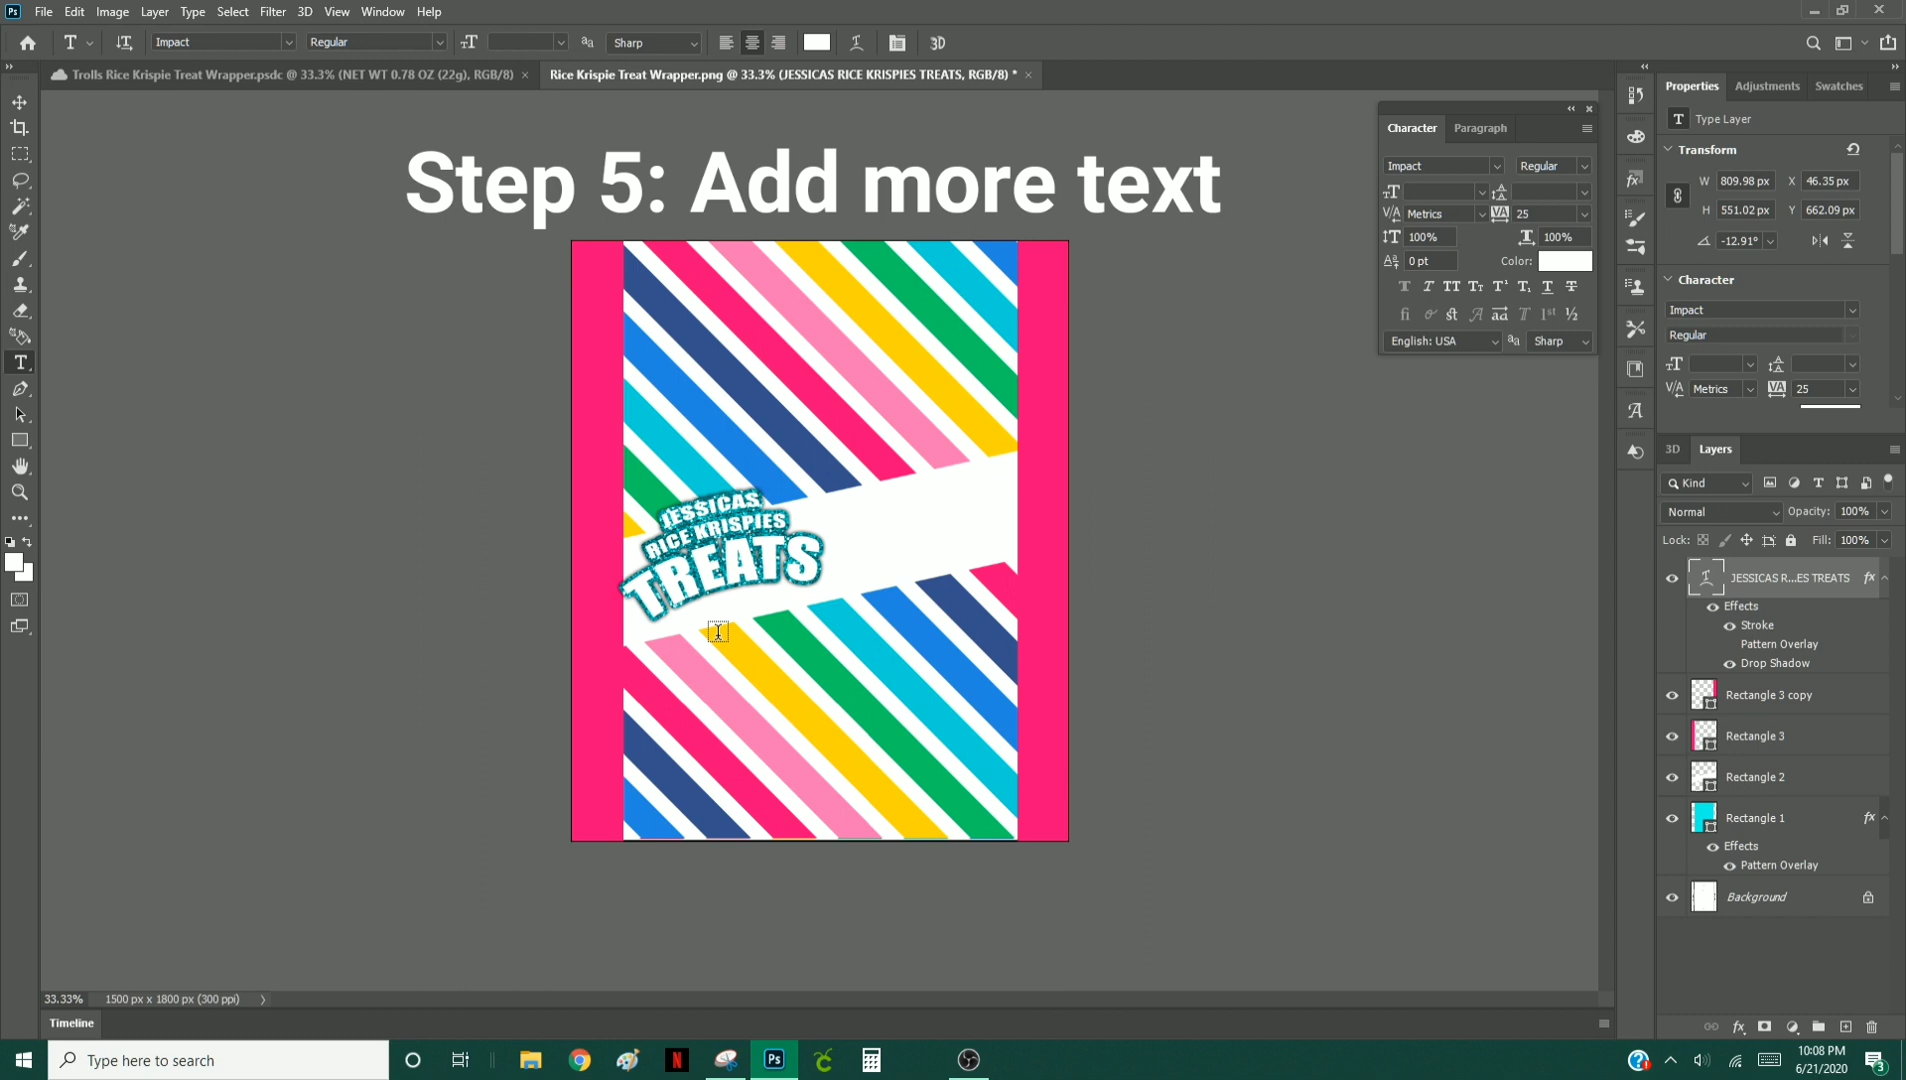 Ps File Edit Image Layer Type Select Filter 3D View Window Help
T Impact Regular Sharp 3D
Trolls Rice Krispie Treat Wrapper.psdc @ 33.3% (NET WT 0.78 OZ (22g), RGB/8) ×
Rice Krispie Treat Wrapper.png @ 33.3% (JESSICAS RICE KRISPIES TREATS, RGB/8) * ×
Step 5: Add more text
JESSICAS
RICE KRISPIES
TREATS
Character Paragraph
Impact Regular
Metrics 25
100% 100%
0 pt Color:
English: USA Sharp
Properties Adjustments Swatches
Type Layer
Transform
W 809.98 px X 46.35 px
H 551.02 px Y 662.09 px
-12.91°
Character
Impact
Regular
Metrics 25
3D Layers
Kind
Normal Opacity: 100%
Lock: Fill: 100%
JESSICAS R...ES TREATS fx
Effects
Stroke
Pattern Overlay
Drop Shadow
Rectangle 3 copy
Rectangle 3
Rectangle 2
Rectangle 1 fx
Effects
Pattern Overlay
Background
33.33% 1500 px x 1800 px (300 ppi)
Timeline
Type here to search
10:08 PM
6/21/2020
3